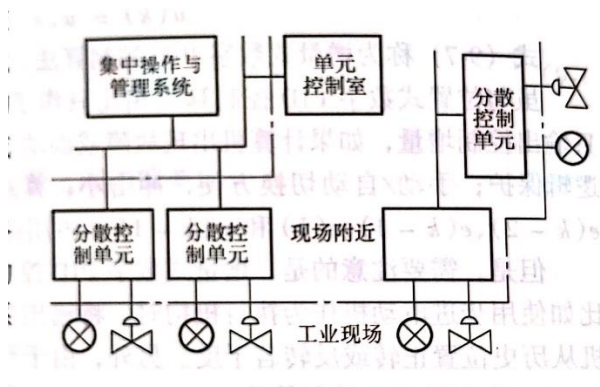 集中操作与
管理系统
单元
控制室
分散控制
单元
分散控
制单元
分散控
制单元
现场附近
工业现场